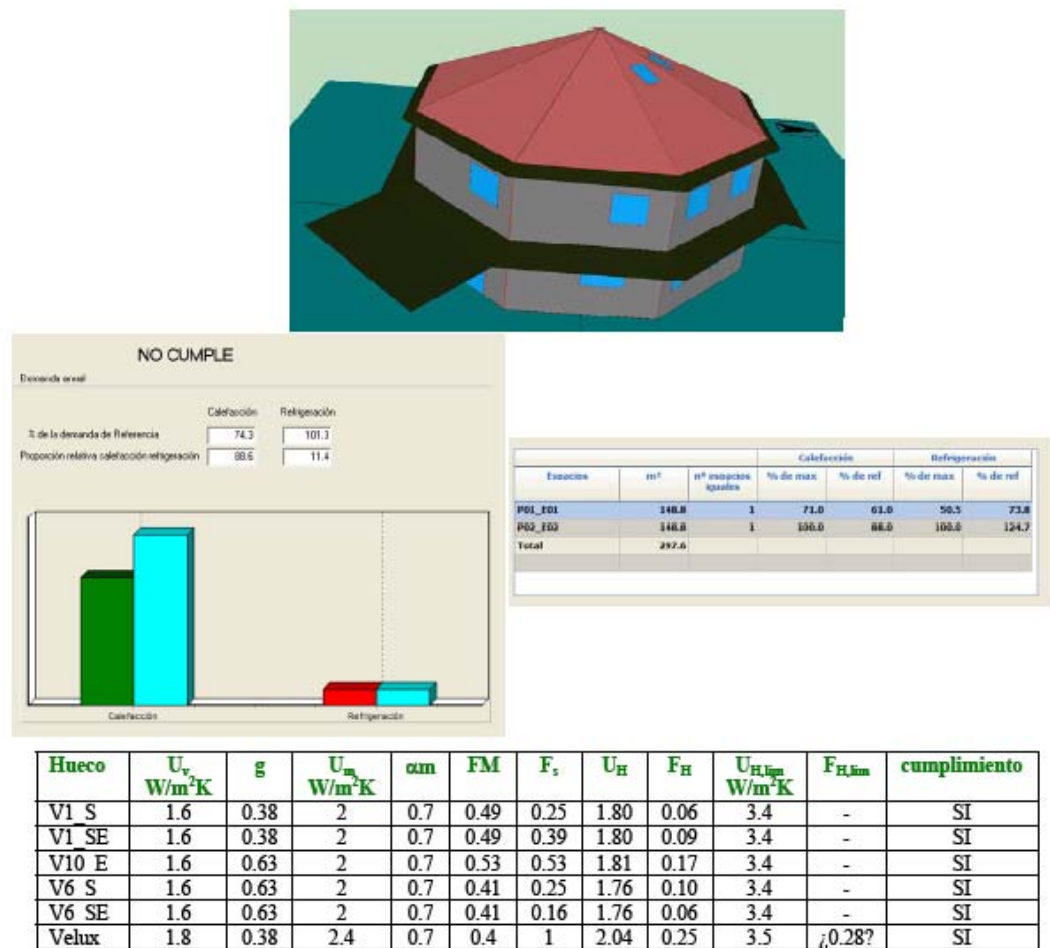 NO CUMPLE
Demanda anual
Calefacción Refrigeración
% de la demanda de Referencia 74.3 101.3
Proporción relativa calefacción refrigeración 88.6 11.4
Calefacción Refrigeración
Calefacción Refrigeración
Espacios m² nº espacios iguales % de max % de ref % de max % de ref
P01_E01 148.8 1 71.0 61.0 50.5 73.8
P02_E02 148.8 1 100.0 88.0 100.0 124.7
Total 297.6
Hueco Uv W/m²K g Um W/m²K αm FM Fs UH FH UH,lim W/m²K FH,lim cumplimiento
V1_S 1.6 0.38 2 0.7 0.49 0.25 1.80 0.06 3.4 - SI
V1_SE 1.6 0.38 2 0.7 0.49 0.39 1.80 0.09 3.4 - SI
V10_E 1.6 0.63 2 0.7 0.53 0.53 1.81 0.17 3.4 - SI
V6_S 1.6 0.63 2 0.7 0.41 0.25 1.76 0.10 3.4 - SI
V6_SE 1.6 0.63 2 0.7 0.41 0.16 1.76 0.06 3.4 - SI
Velux 1.8 0.38 2.4 0.7 0.4 1 2.04 0.25 3.5 ¿0.28? SI